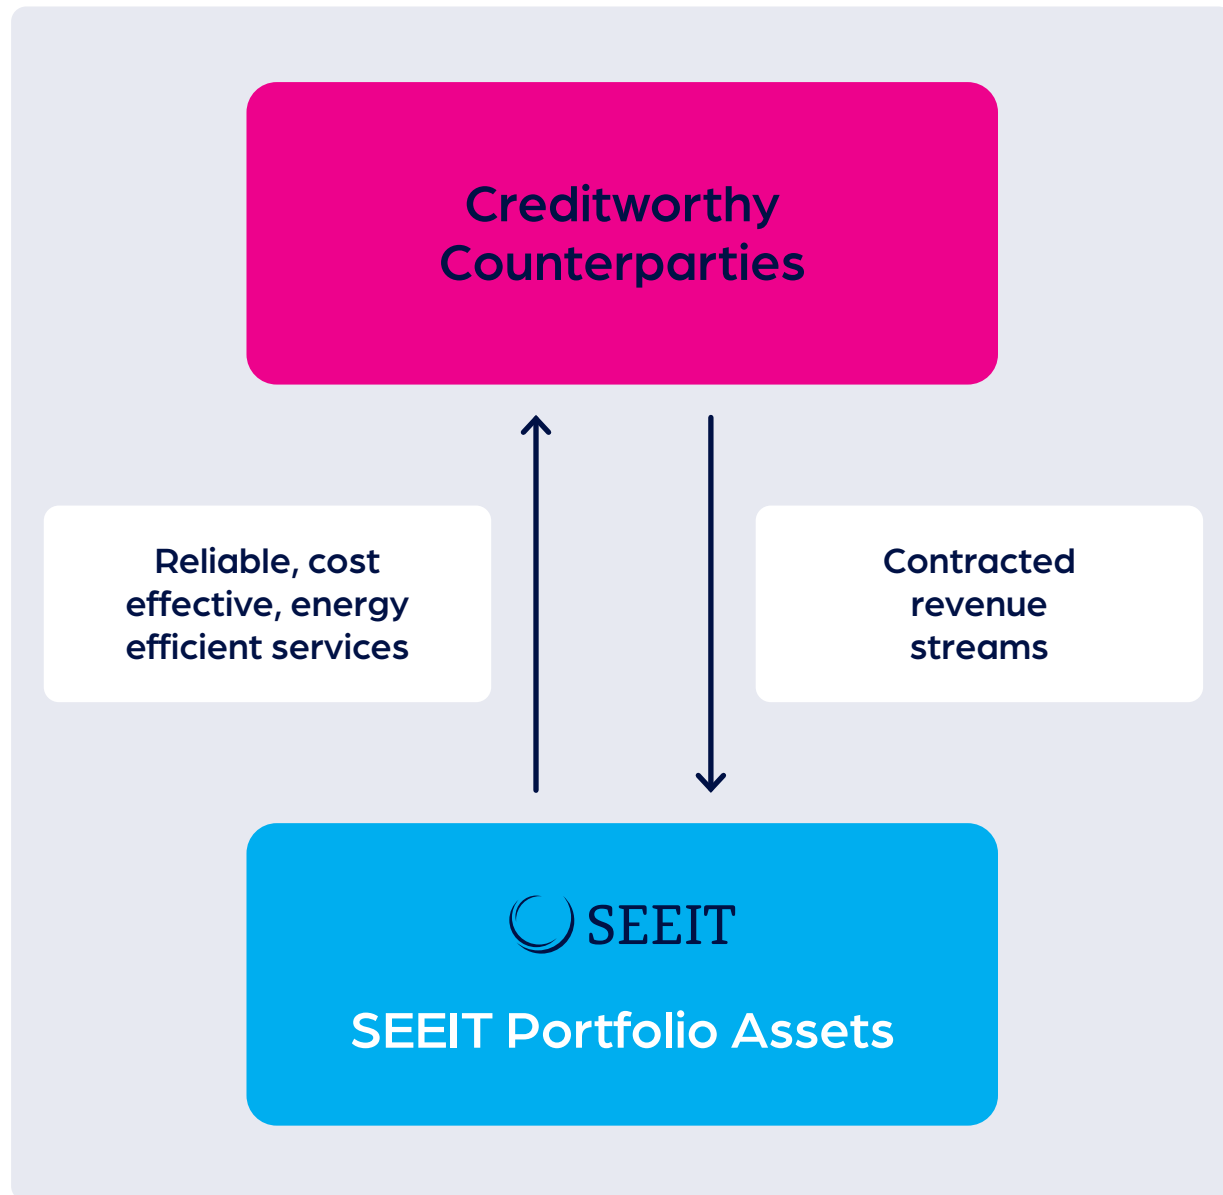 Creditworthy
Counterparties
Reliable, cost
effective, energy
efficient services
Contracted
revenue
streams
SEEIT
SEEIT Portfolio Assets